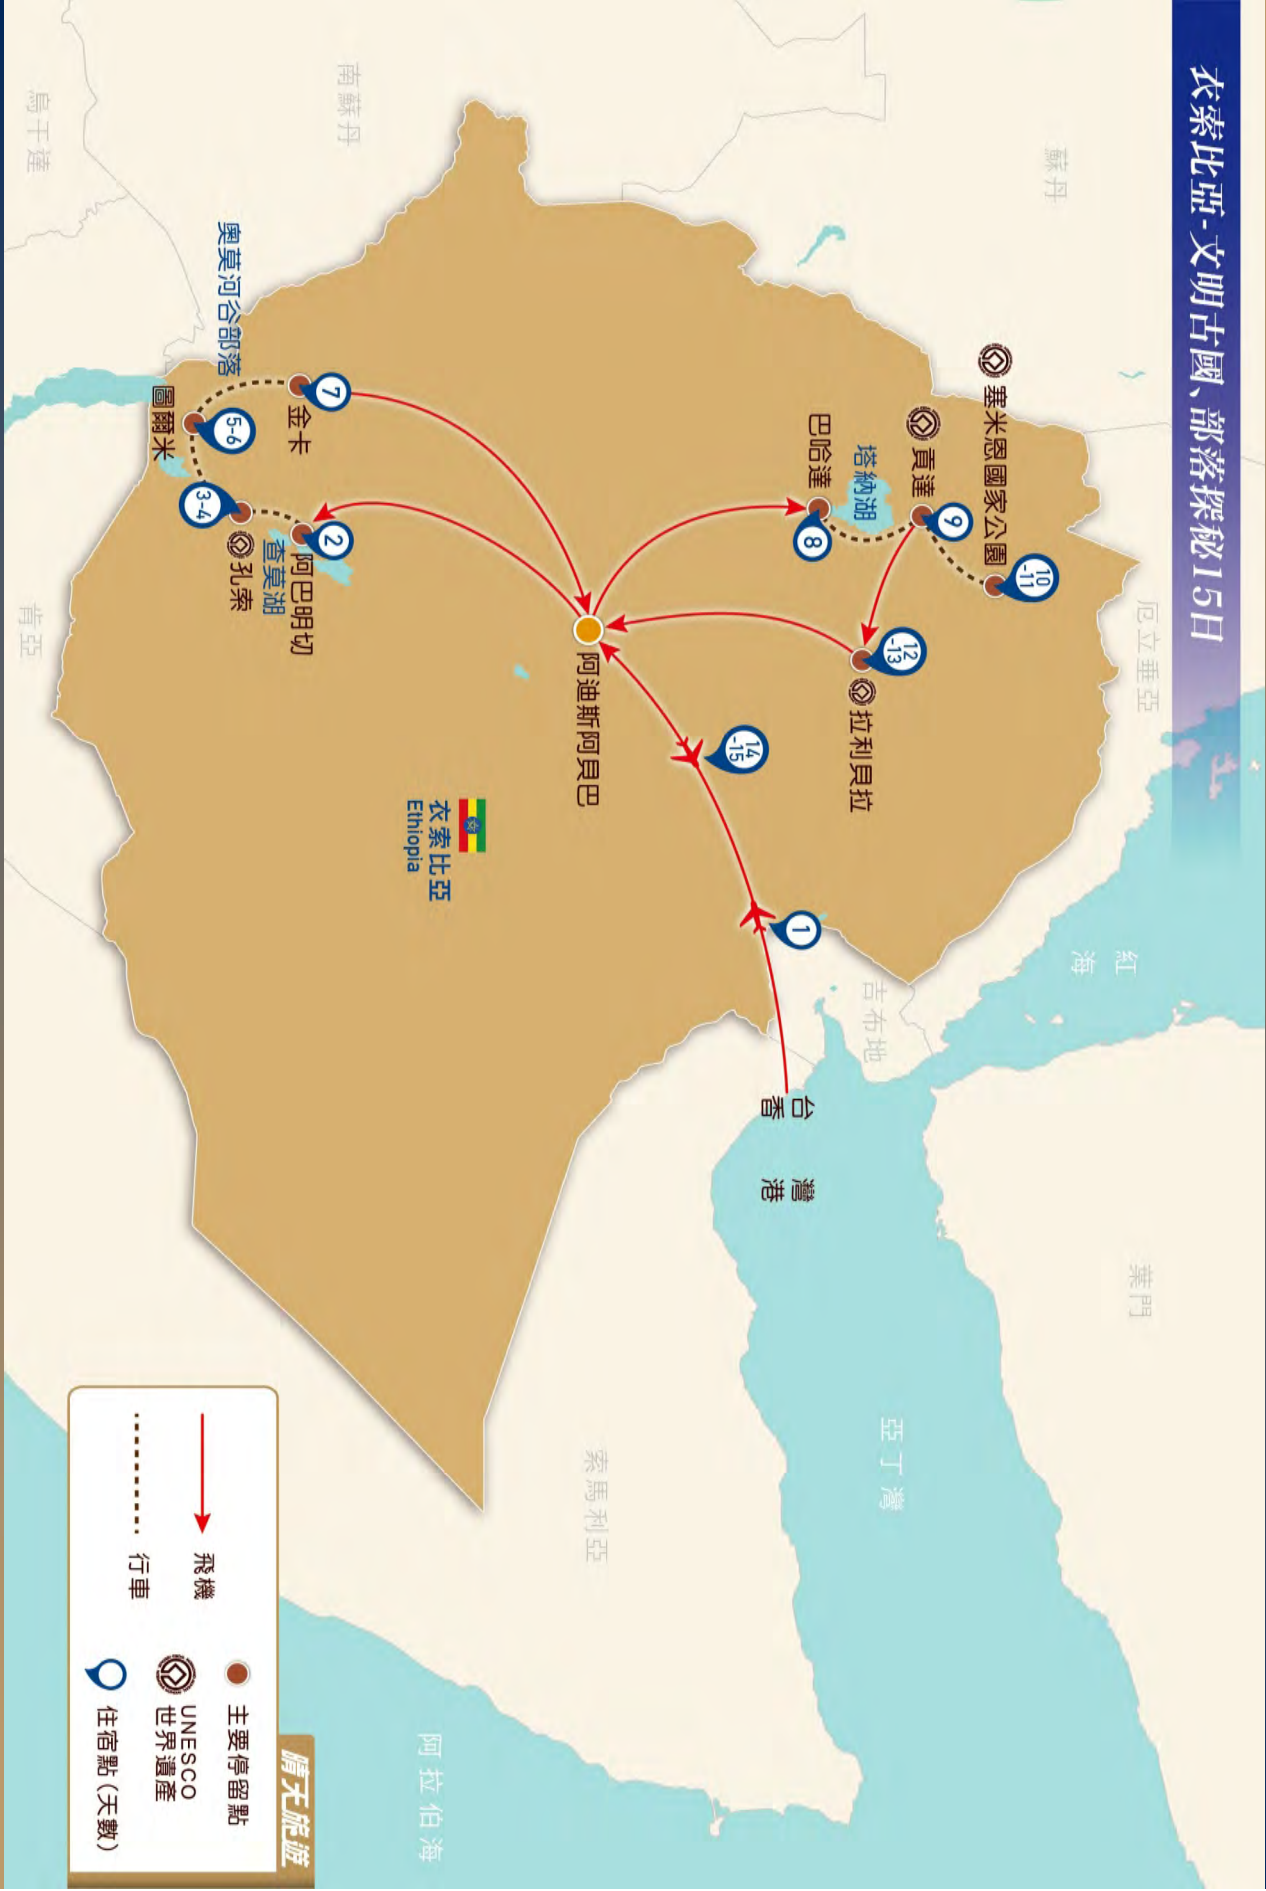 衣索比亞-文明古國、部落探秘15日
蘇丹
南蘇丹
烏干達
肯亞
厄立垂亞
紅海
吉布地
葉門
亞丁灣
索馬利亞
阿拉伯海
塞米恩國家公園
10
-11
貢達
9
塔納湖
巴哈達
8
12
-13
拉利貝拉
14
-15
1
台灣
香港
阿迪斯阿貝巴
衣索比亞
Ethiopia
奧莫河谷部落
7
金卡
5-6
圖爾米
3-4
孔索
2
阿巴明切
查莫湖
晴天旅遊
飛機
行車
主要停留點
UNESCO
世界遺產
住宿點(天數)